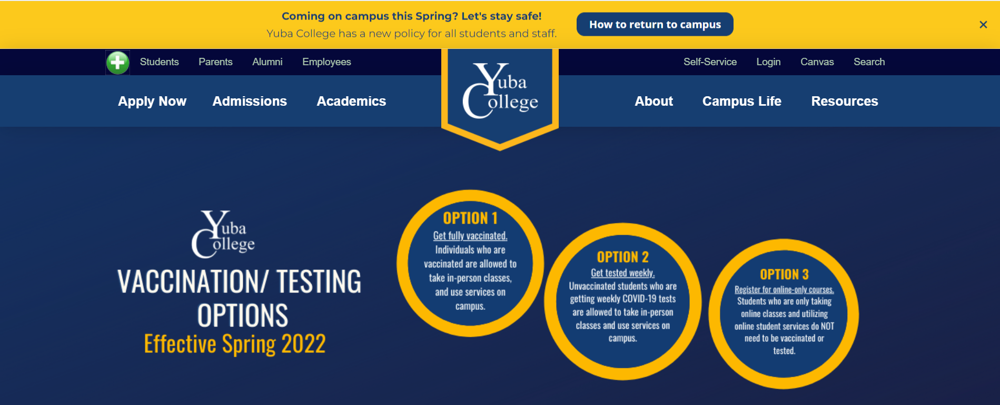 Coming on campus this Spring? Let's stay safe!
Yuba College has a new policy for all students and staff.
How to return to campus
×
Students Parents Alumni Employees
Self-Service Login Canvas Search
Apply Now Admissions Academics
Yuba
College
About Campus Life Resources
Yuba
College
VACCINATION/ TESTING
OPTIONS
Effective Spring 2022
OPTION 1
Get fully vaccinated.
Individuals who are
vaccinated are allowed to
take in-person classes,
and use services on
campus.
OPTION 2
Get tested weekly.
Unvaccinated students who are
getting weekly COVID-19 tests
are allowed to take in-person
classes and use services on
campus.
OPTION 3
Register for online-only courses.
Students who are only taking
online classes and utilizing
online student services do NOT
need to be vaccinated or
tested.